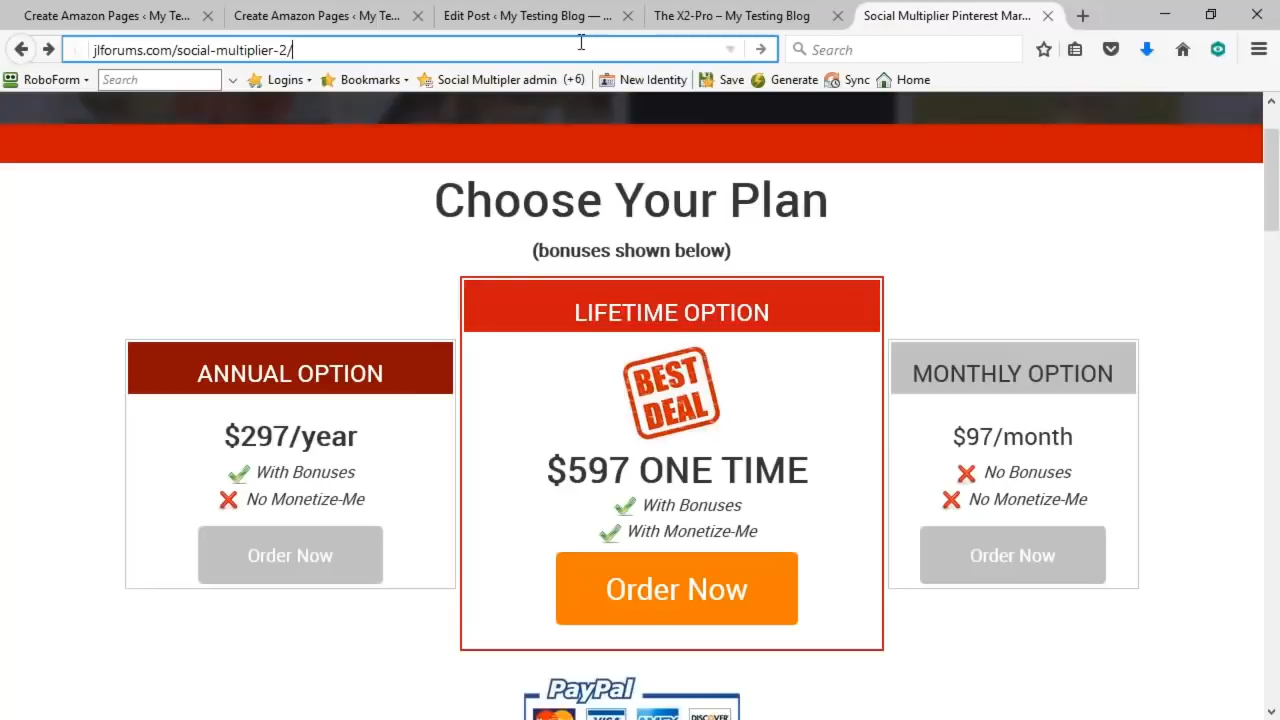 Create Amazon Pages ‹ My Te...
Create Amazon Pages ‹ My Te...
Edit Post ‹ My Testing Blog — ...
The X2-Pro – My Testing Blog
Social Multiplier Pinterest Mar...
jlforums.com/social-multiplier-2/
Search
RoboForm
Search
Logins
Bookmarks
Social Multipler admin (+6)
New Identity
Save
Generate
Sync
Home
Choose Your Plan
(bonuses shown below)
LIFETIME OPTION
BEST
DEAL
$597 ONE TIME
With Bonuses
With Monetize-Me
Order Now
ANNUAL OPTION
$297/year
With Bonuses
No Monetize-Me
Order Now
MONTHLY OPTION
$97/month
No Bonuses
No Monetize-Me
Order Now
PayPal
MasterCard
VISA
AMEX
DISCOVER